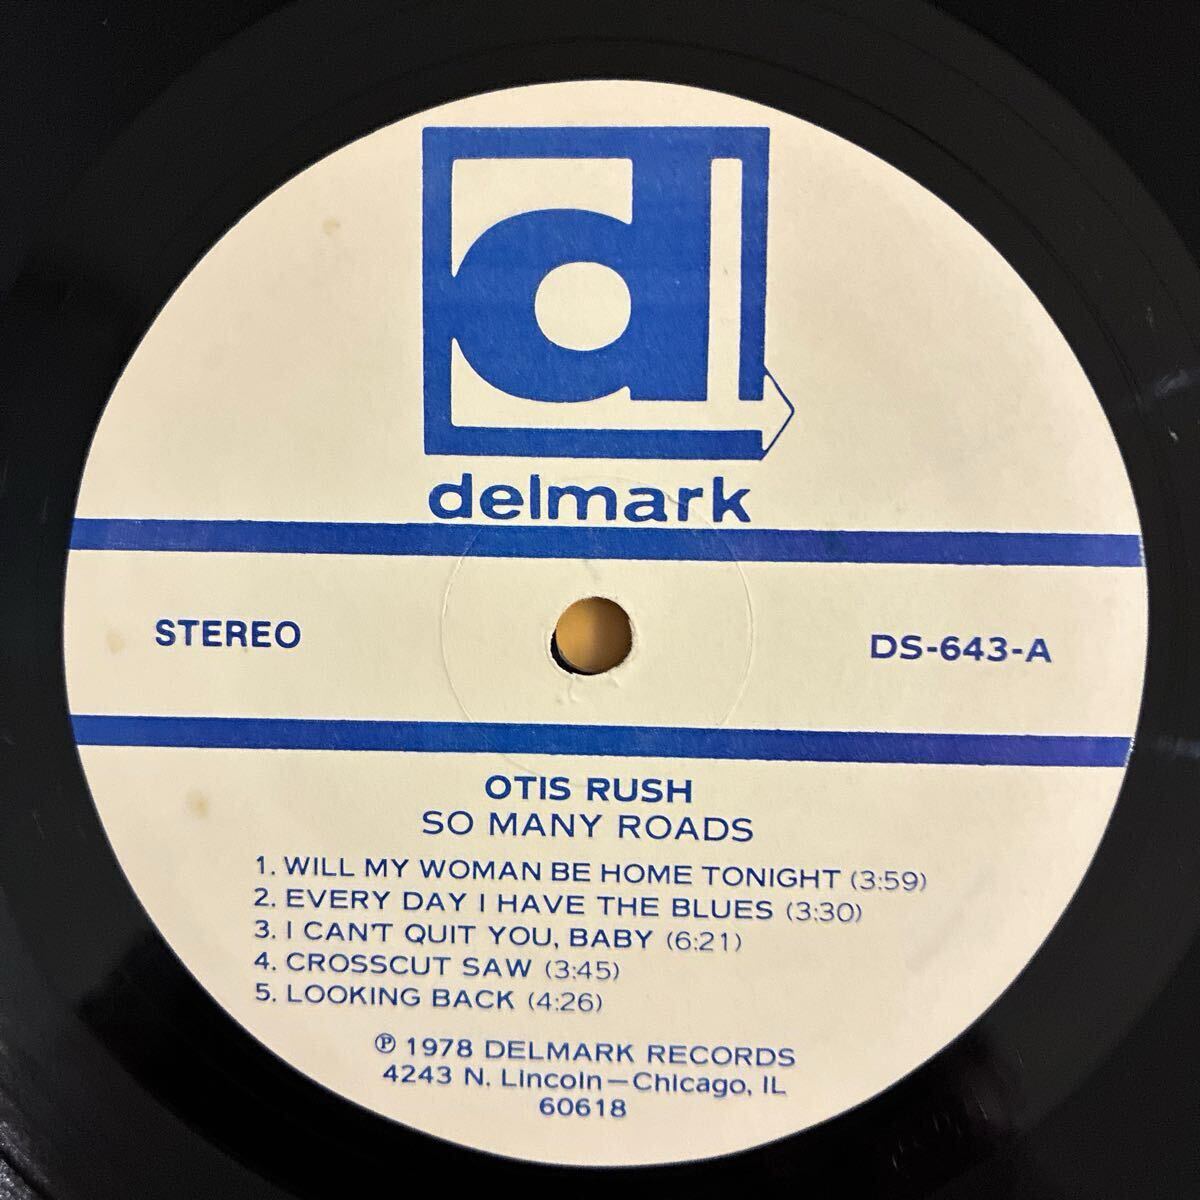 d
delmark
STEREO
DS-643-A
OTIS RUSH
SO MANY ROADS
1. WILL MY WOMAN BE HOME TONIGHT (3:59)
2. EVERY DAY I HAVE THE BLUES (3:30)
3. I CAN'T QUIT YOU, BABY (6:21)
4. CROSSCUT SAW (3:45)
5. LOOKING BACK (4:26)
℗ 1978 DELMARK RECORDS
4243 N. Lincoln—Chicago, IL
60618